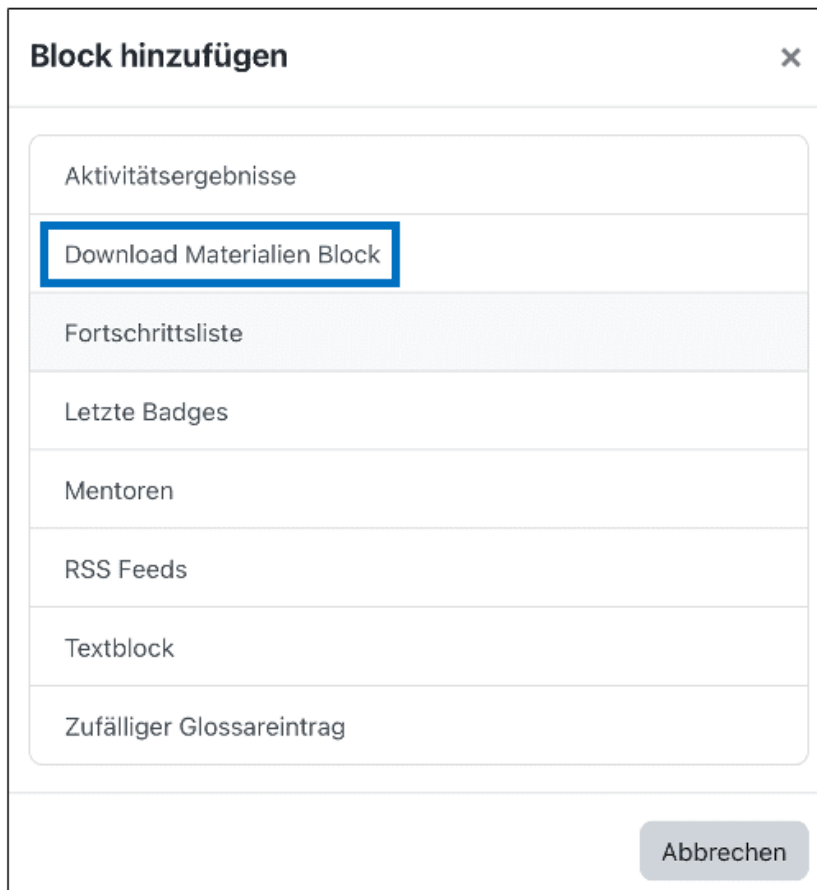 Block hinzufügen
×
Aktivitätsergebnisse
Download Materialien Block
Fortschrittsliste
Letzte Badges
Mentoren
RSS Feeds
Textblock
Zufälliger Glossareintrag
Abbrechen